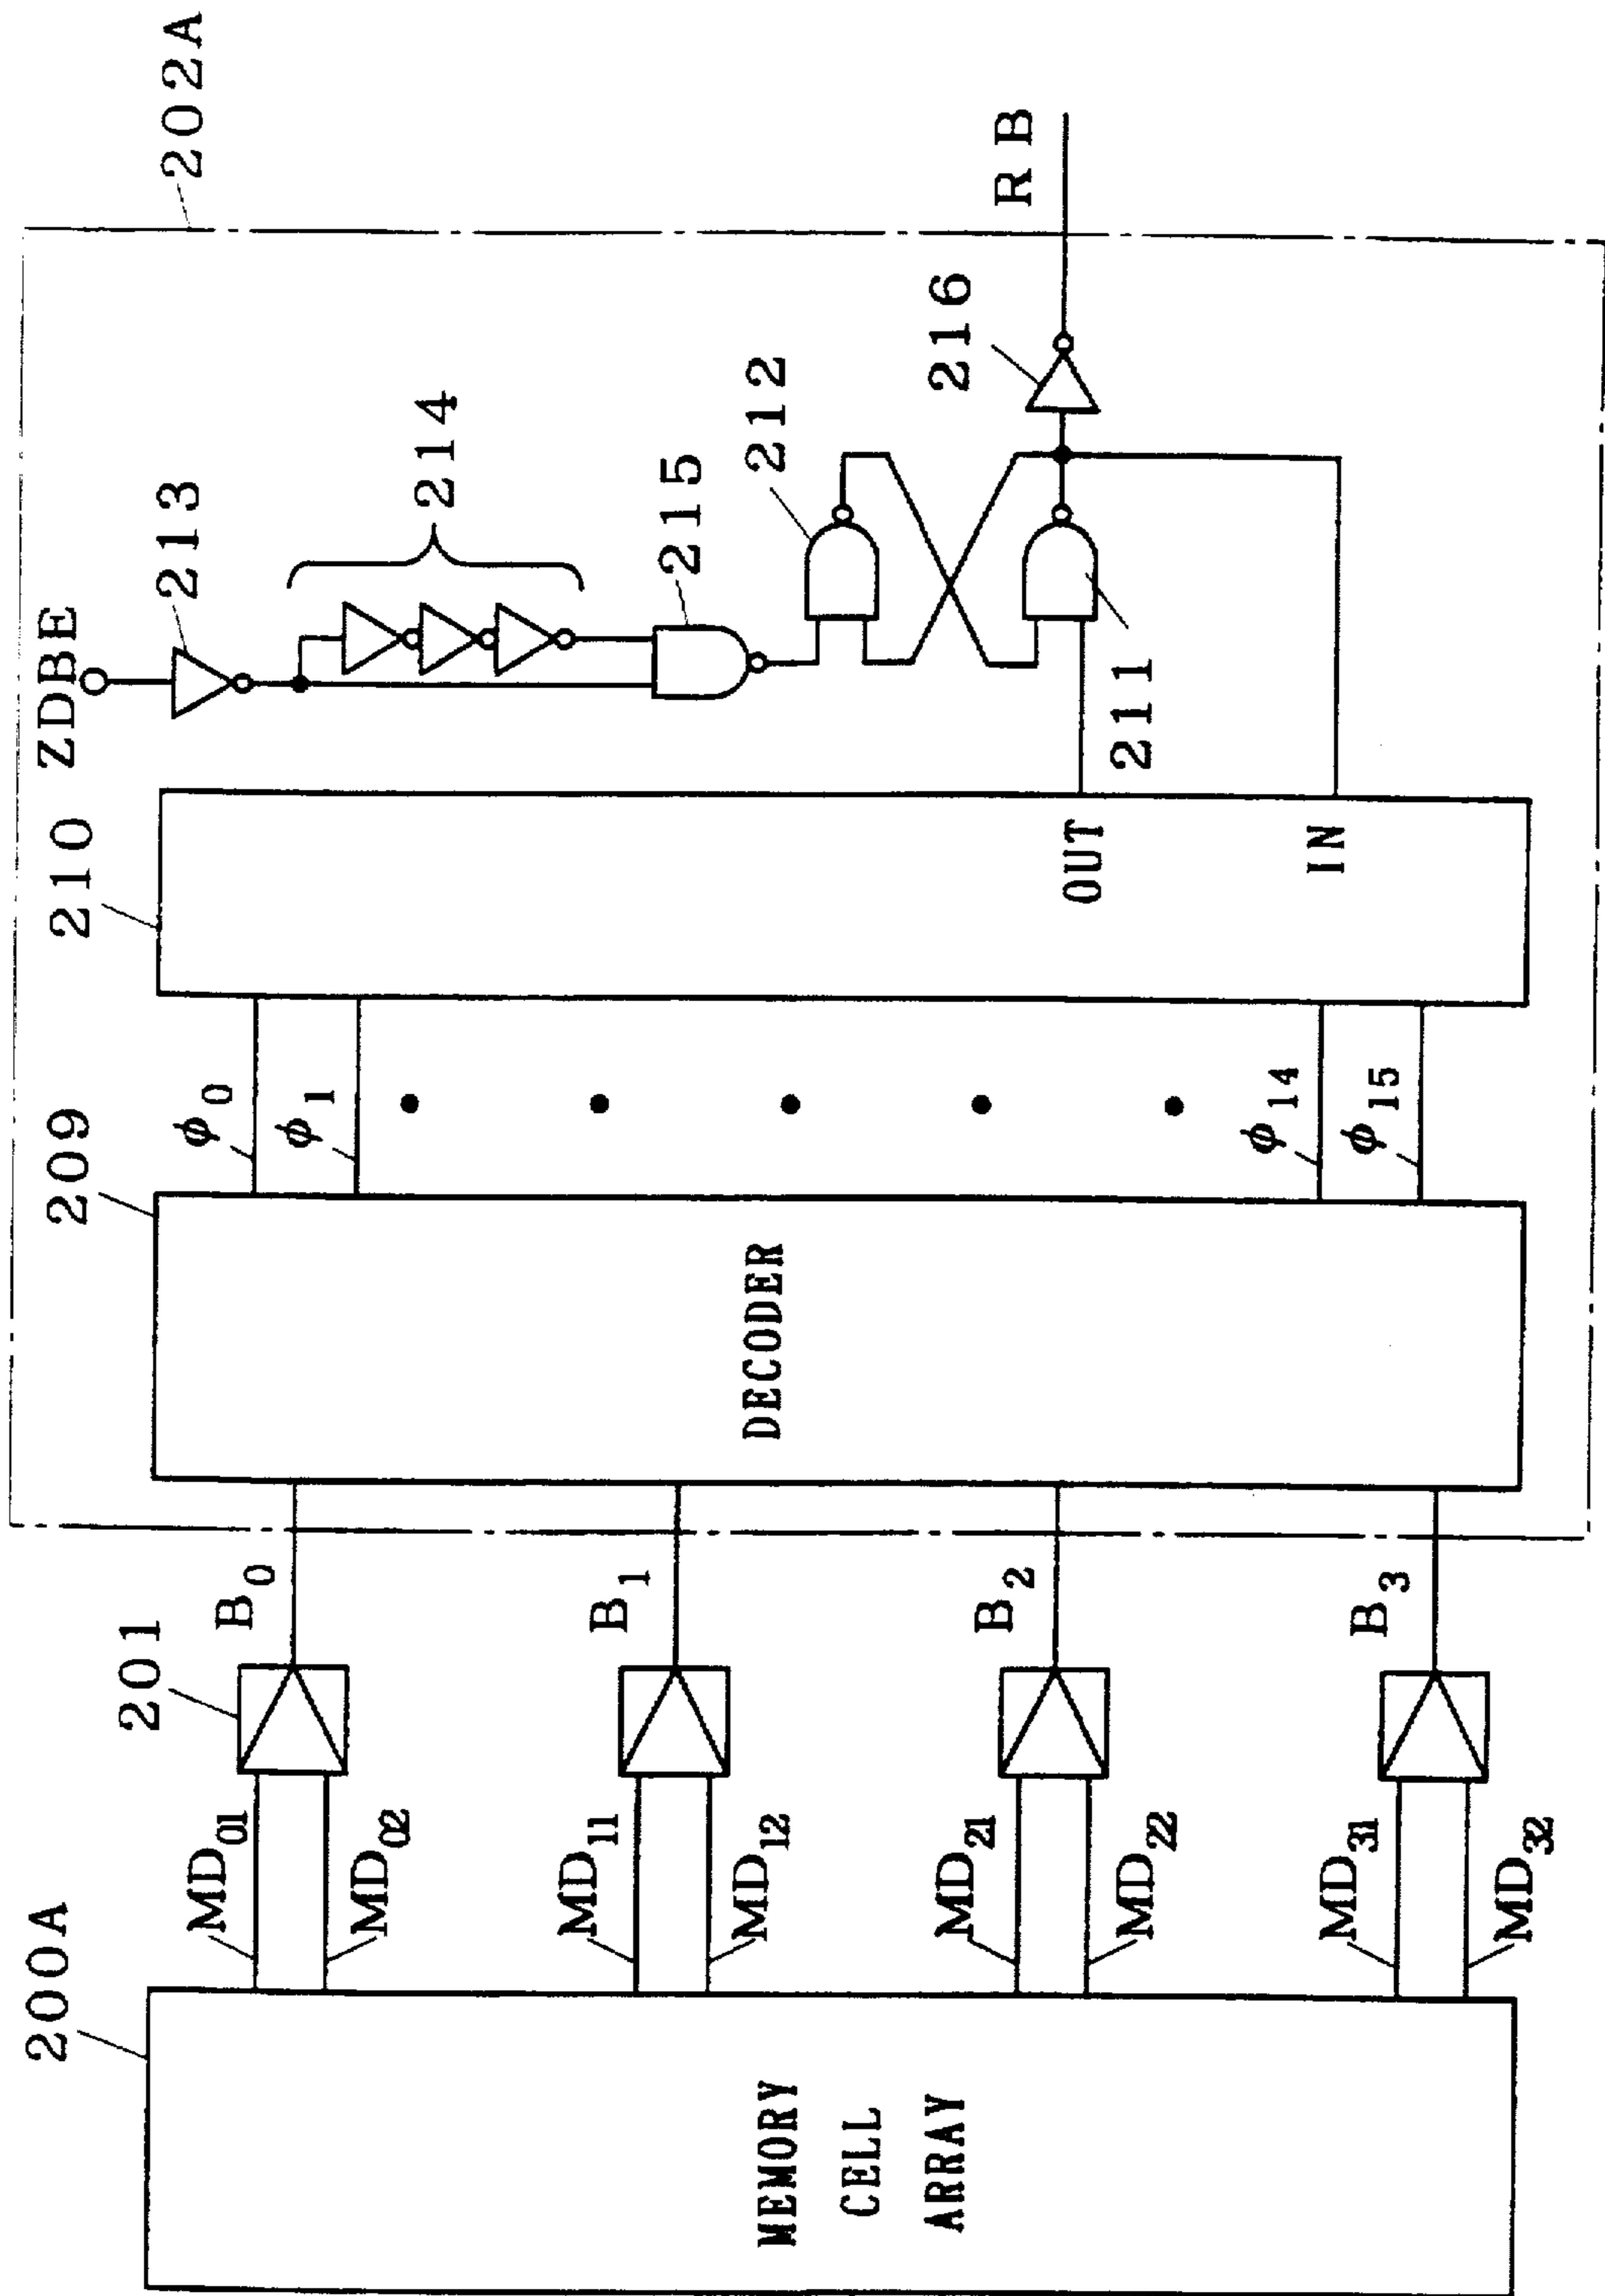 200A
MEMORY
CELL
ARRAY
MD01
MD02
MD11
MD12
MD21
MD22
MD31
MD32
201
B0
B1
B2
B3
209
DECODER
φ0
φ1
φ14
φ15
210
OUT
IN
ZDBE
213
214
215
212
211
216
RB
202A